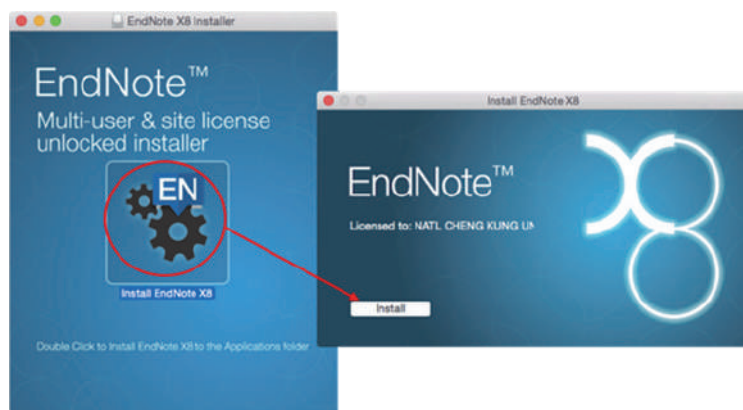 EndNote X8 Installer
EndNote™
Multi-user & site license
unlocked installer
EN
Install EndNote X8
Double Click to Install EndNote X8 to the Applications folder
Install EndNote X8
EndNote™
Licensed to: NATL CHENG KUNG UN
Install